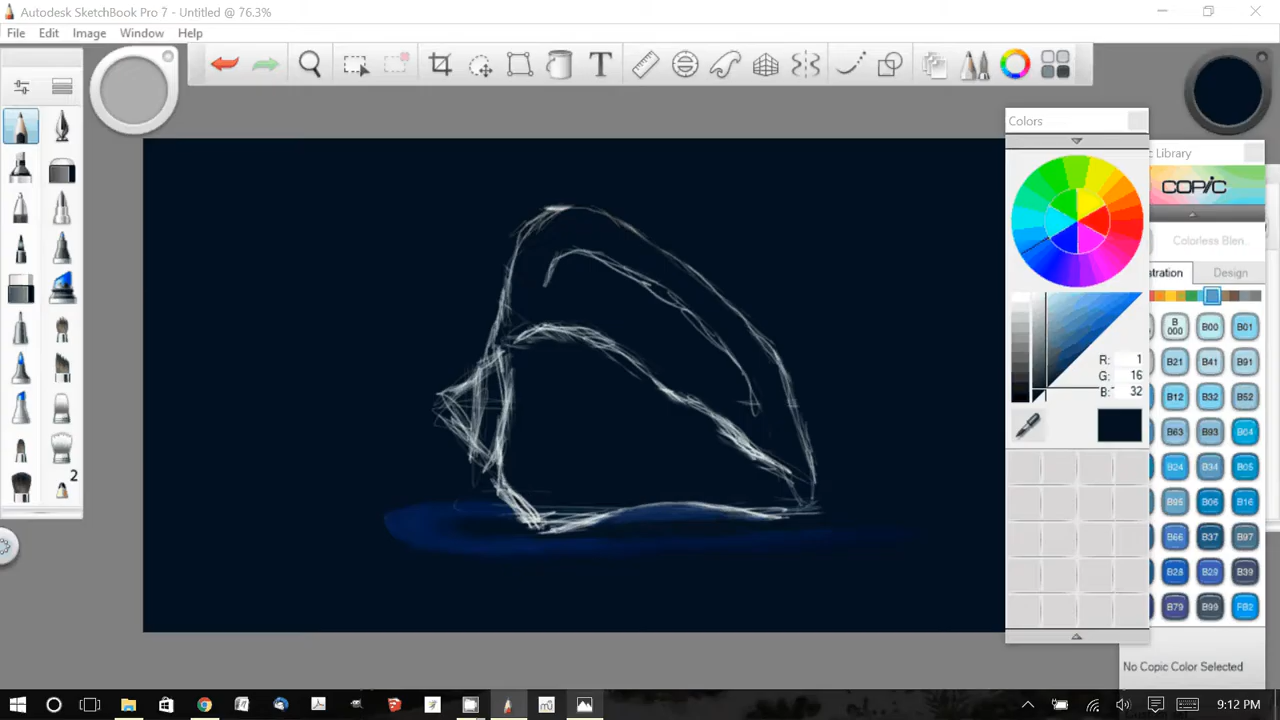 Autodesk SketchBook Pro 7 - Untitled @ 76.3%
File Edit Image Window Help
T
Colors
c Library
COPIC
Colorless Blen..
stration Design
B 000 B00 B01
R: 1
B21 B41 B91
G: 16
B: 32
B12 B32 B52
B63 B93 B04
B24 B34 B05
2
B95 B06 B16
B66 B37 B97
B28 B29 B39
B79 B99 FB2
No Copic Color Selected
9:12 PM